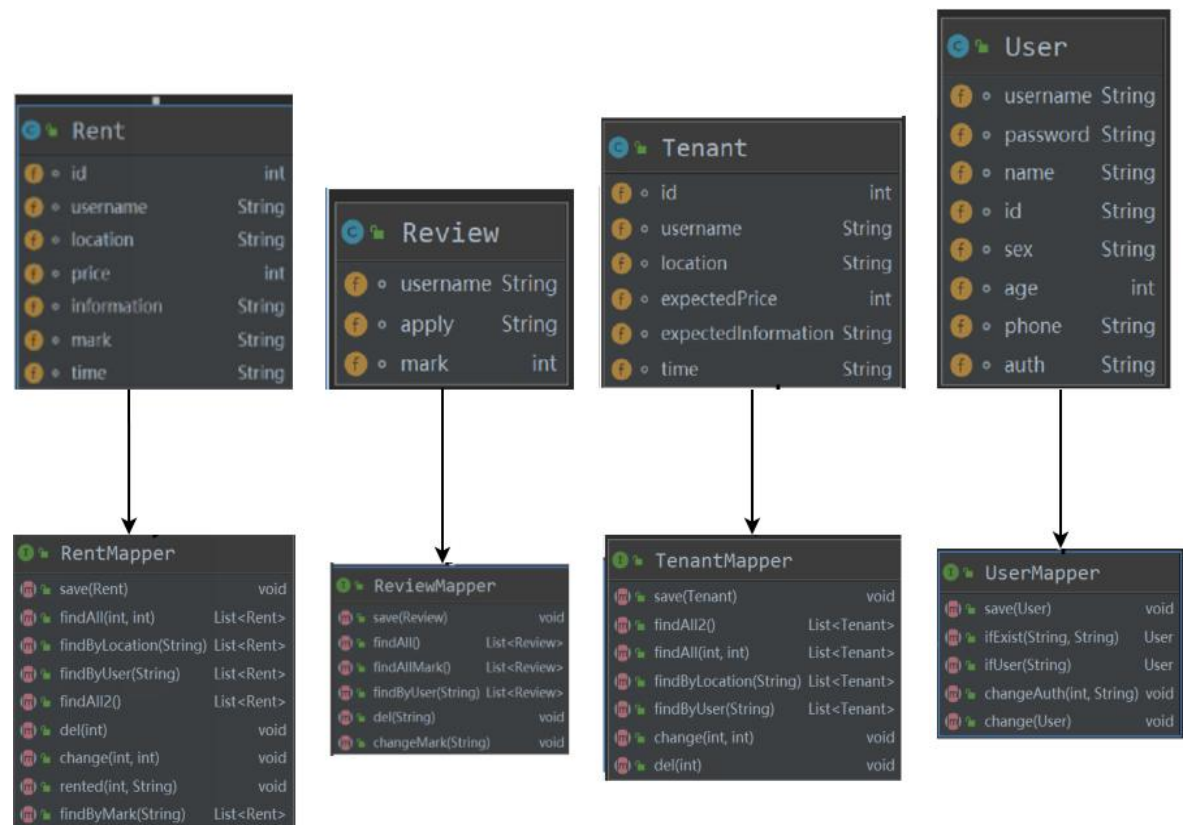 Rent
id int
username String
location String
price int
information String
mark String
time String
Review
username String
apply String
mark int
Tenant
id int
username String
location String
expectedPrice int
expectedInformation String
time String
User
username String
password String
name String
id String
sex String
age int
phone String
auth String
RentMapper
save(Rent) void
findAll(int, int) List<Rent>
findByLocation(String) List<Rent>
findByUser(String) List<Rent>
findAll2() List<Rent>
del(int) void
change(int, int) void
rented(int, String) void
findByMark(String) List<Rent>
ReviewMapper
save(Review) void
findAll() List<Review>
findAllMark() List<Review>
findByUser(String) List<Review>
del(String) void
changeMark(String) void
TenantMapper
save(Tenant) void
findAll2() List<Tenant>
findAll(int, int) List<Tenant>
findByLocation(String) List<Tenant>
findByUser(String) List<Tenant>
change(int, int) void
del(int) void
UserMapper
save(User) void
ifExist(String, String) User
ifUser(String) User
changeAuth(int, String) void
change(User) void